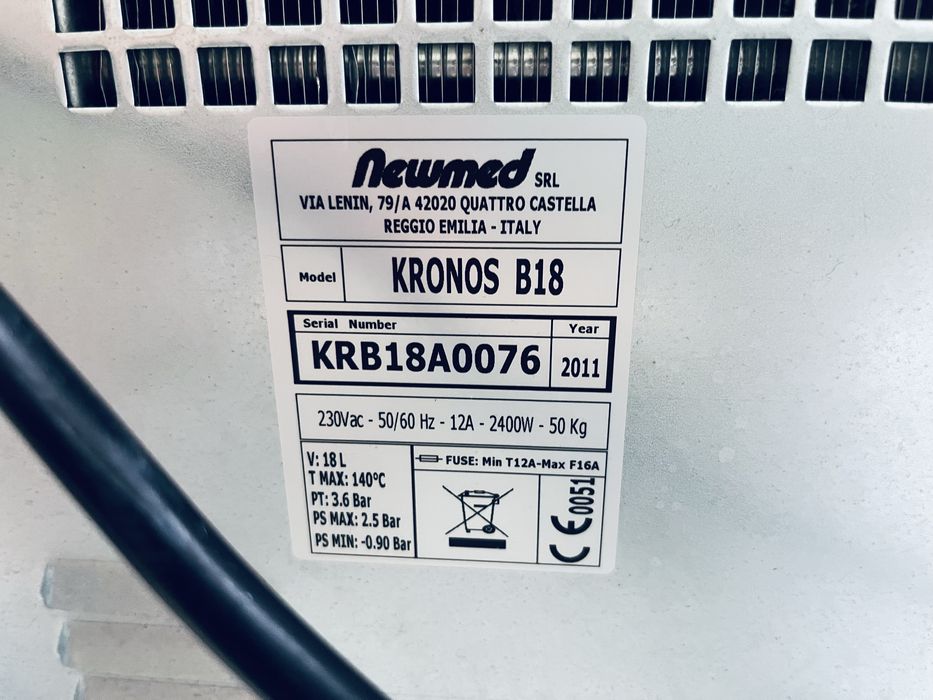 Newmed SRL
VIA LENIN, 79/A 42020 QUATTRO CASTELLA
REGGIO EMILIA - ITALY
Model KRONOS B18
Serial Number Year
KRB18A0076 2011
230Vac - 50/60 Hz - 12A - 2400W - 50 Kg
V: 18 L
T MAX: 140°C
PT: 3.6 Bar
PS MAX: 2.5 Bar
PS MIN: -0.90 Bar
FUSE: Min T12A-Max F16A
CE 0051